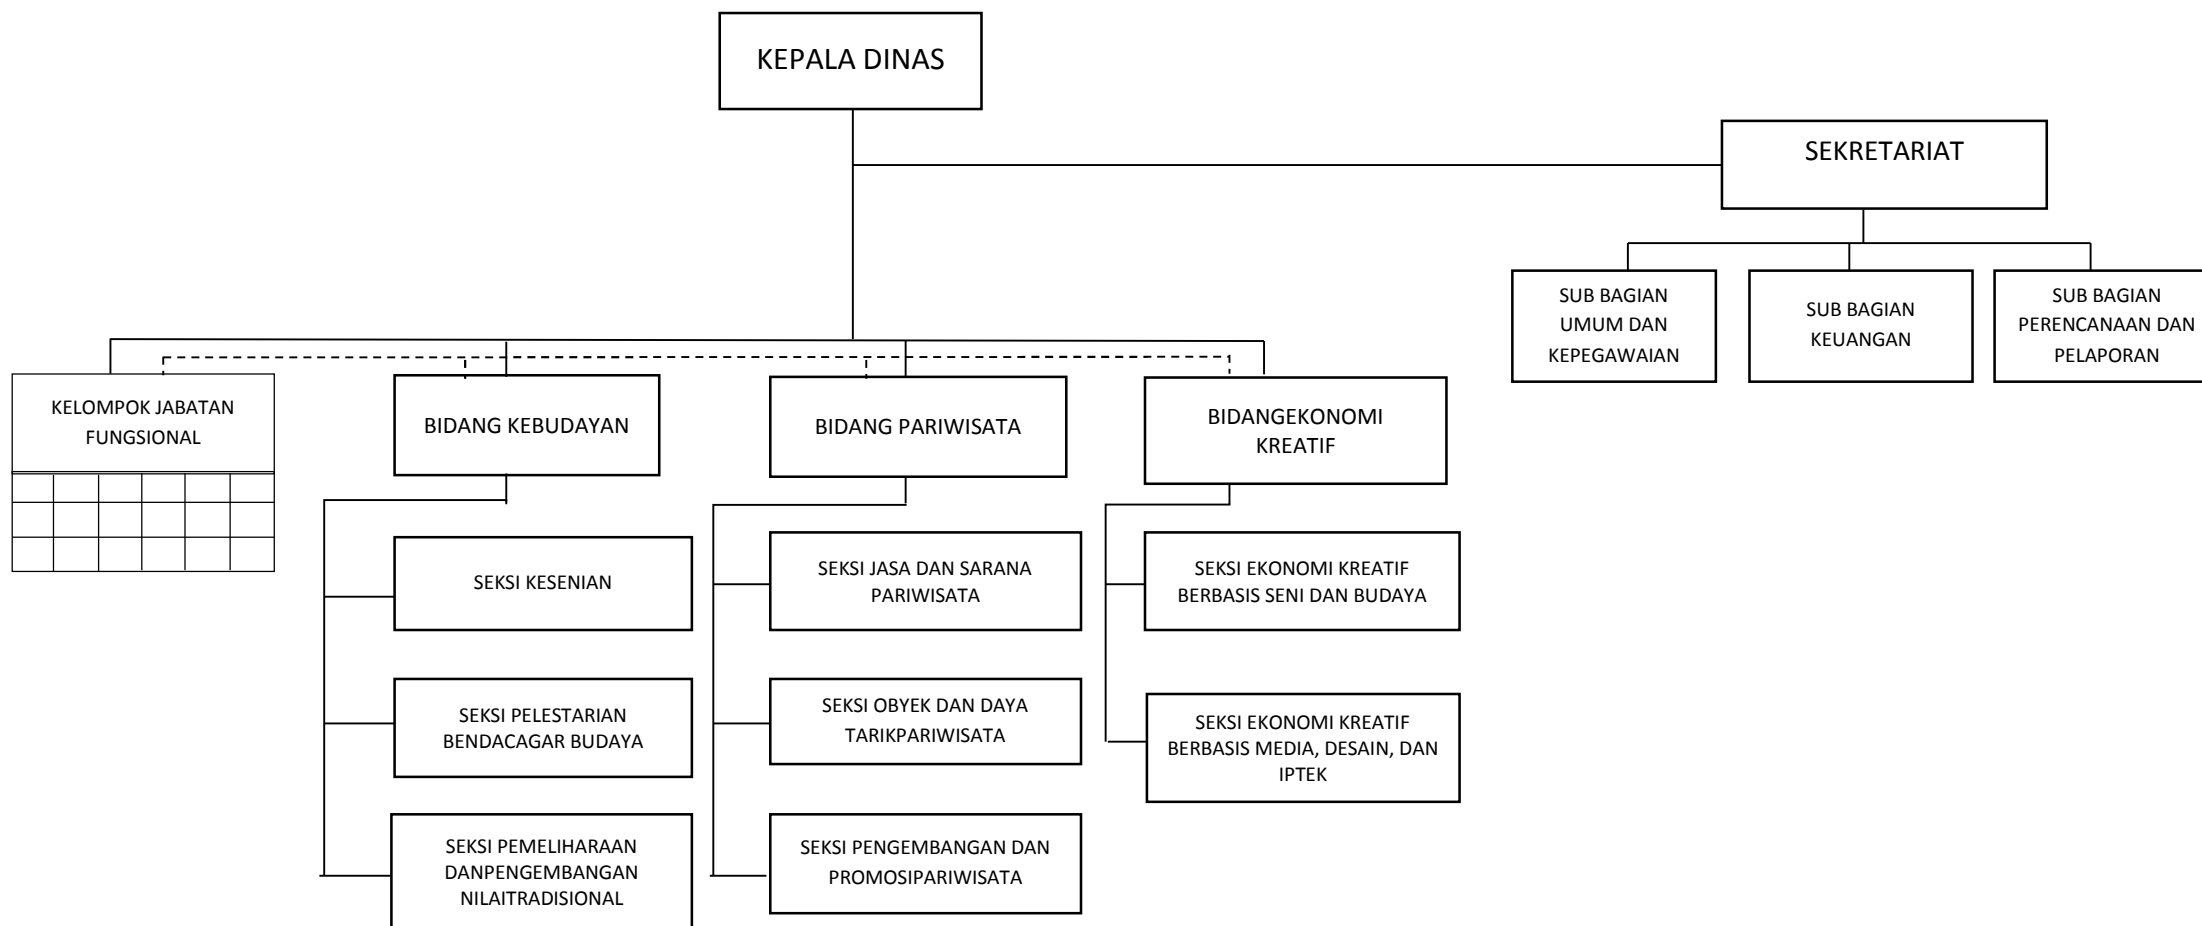 KEPALA DINAS
SEKRETARIAT
SUB BAGIAN
UMUM DAN
KEPEGAWAIAN
SUB BAGIAN
KEUANGAN
SUB BAGIAN
PERENCANAAN DAN
PELAPORAN
KELOMPOK JABATAN
FUNGSIONAL
BIDANG KEBUDAYAN
BIDANG PARIWISATA
BIDANGEKONOMI
KREATIF
SEKSI KESENIAN
SEKSI PELESTARIAN
BENDACAGAR BUDAYA
SEKSI PEMELIHARAAN
DANPENGEMBANGAN
NILAITRADISIONAL
SEKSI JASA DAN SARANA
PARIWISATA
SEKSI OBYEK DAN DAYA
TARIKPARIWISATA
SEKSI PENGEMBANGAN DAN
PROMOSIPARIWISATA
SEKSI EKONOMI KREATIF
BERBASIS SENI DAN BUDAYA
SEKSI EKONOMI KREATIF
BERBASIS MEDIA, DESAIN, DAN
IPTEK